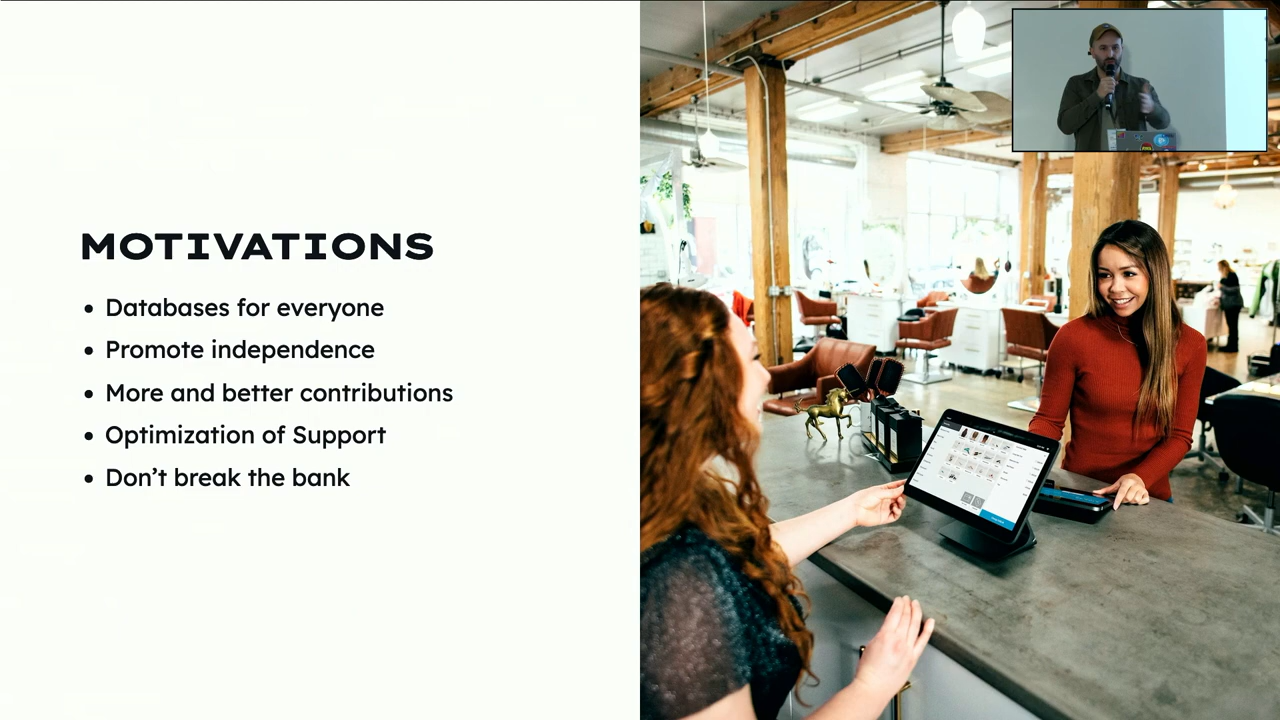 MOTIVATIONS
Databases for everyone
Promote independence
More and better contributions
Optimization of Support
Don’t break the bank